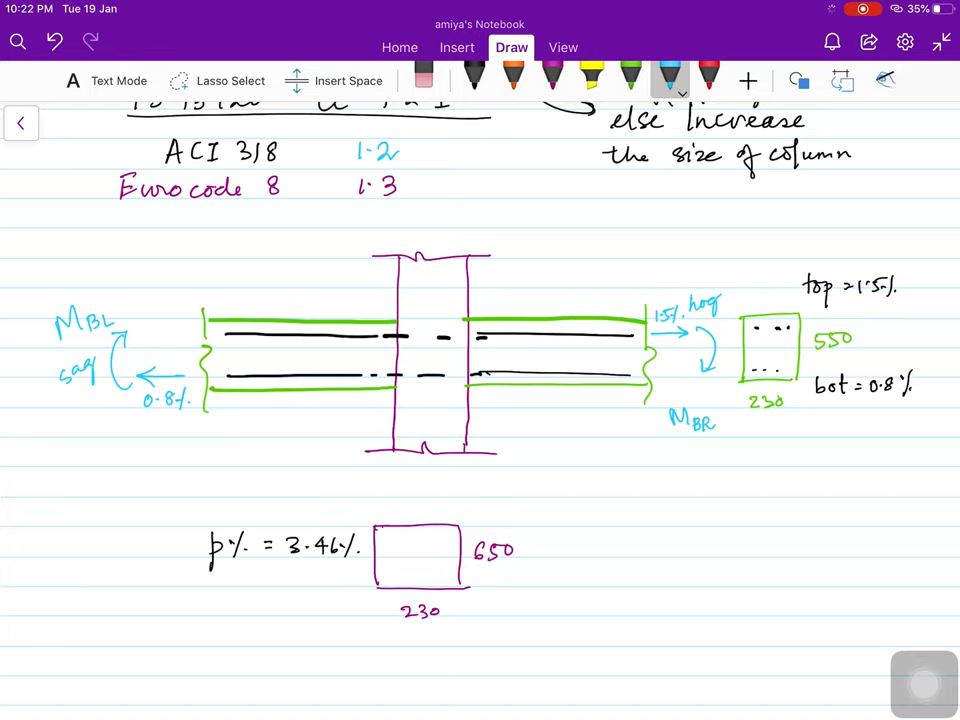 10:22 PM Tue 19 Jan
35%
amiya's Notebook
Home Insert Draw View
Text Mode Lasso Select Insert Space
else Increase
the size of column
ACI 318 1.2
Eurocode 8 1.3
top = 1.5%
MBL
1.5% hog
550
sag
0.8%
bot = 0.8%
230
MBR
p% = 3.46%
650
230